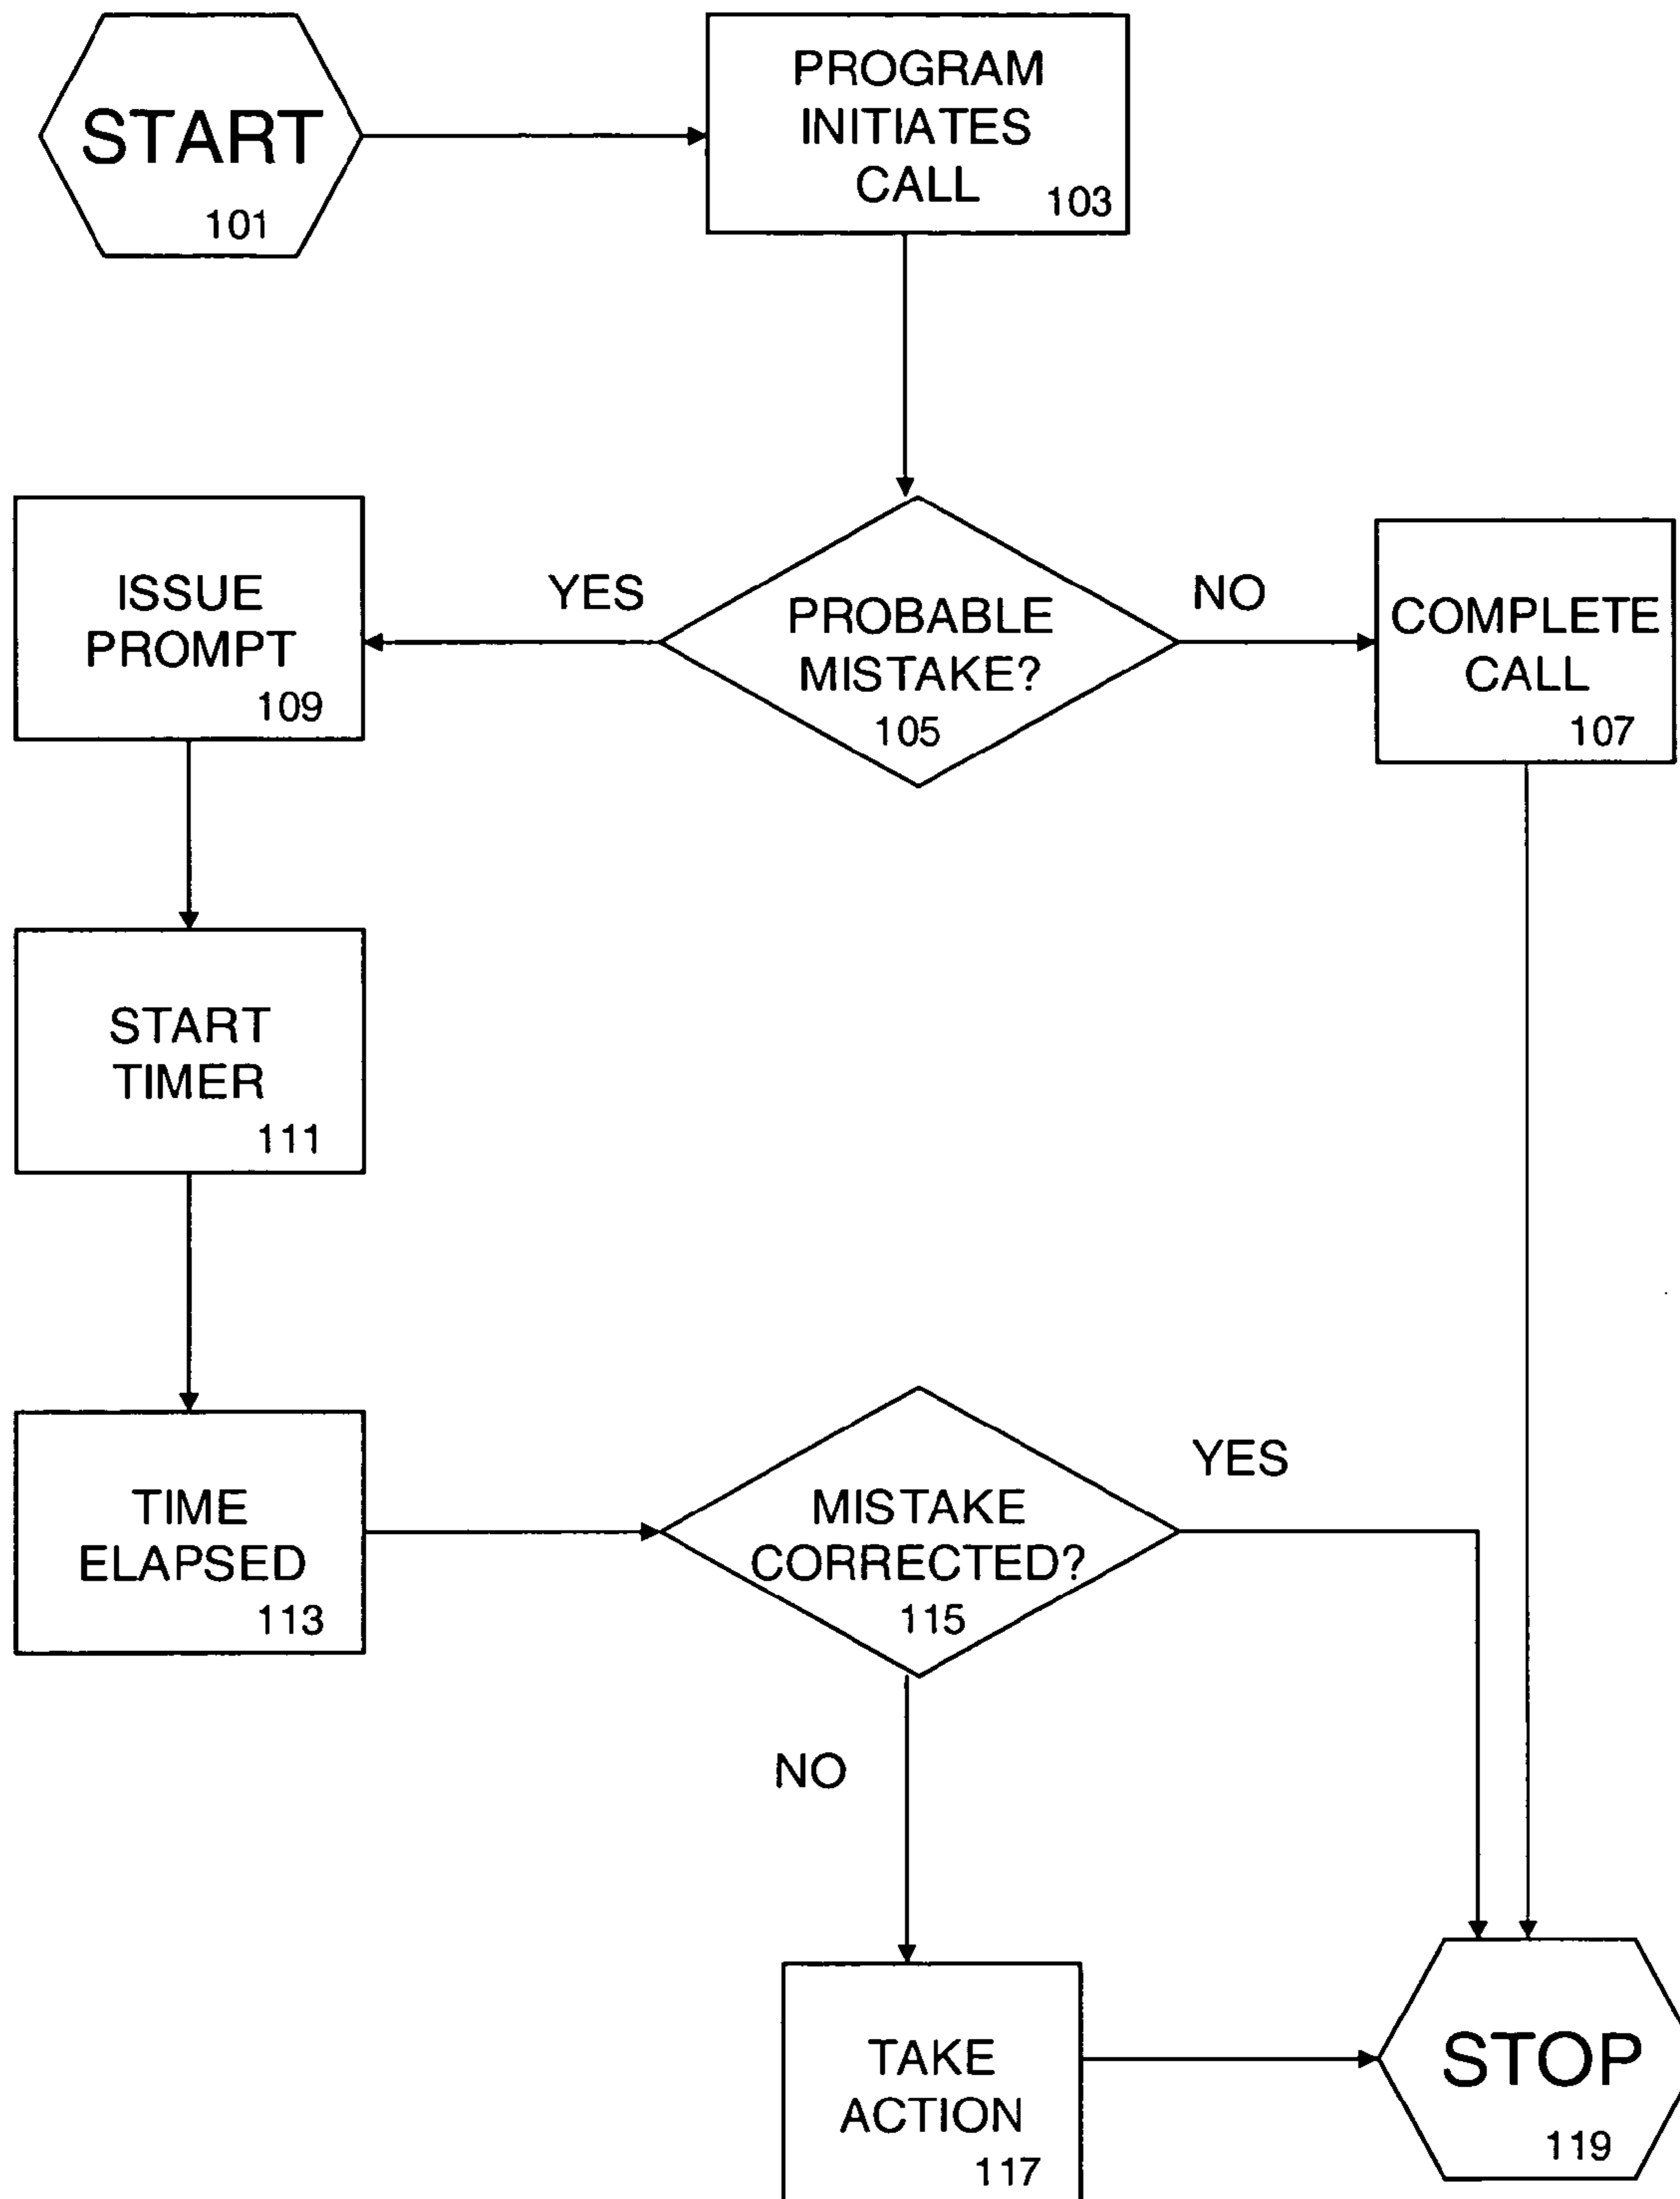 START
101
PROGRAM
INITIATES
CALL
103
ISSUE
PROMPT
109
YES
PROBABLE
MISTAKE?
105
NO
COMPLETE
CALL
107
START
TIMER
111
TIME
ELAPSED
113
MISTAKE
CORRECTED?
115
YES
NO
TAKE
ACTION
117
STOP
119